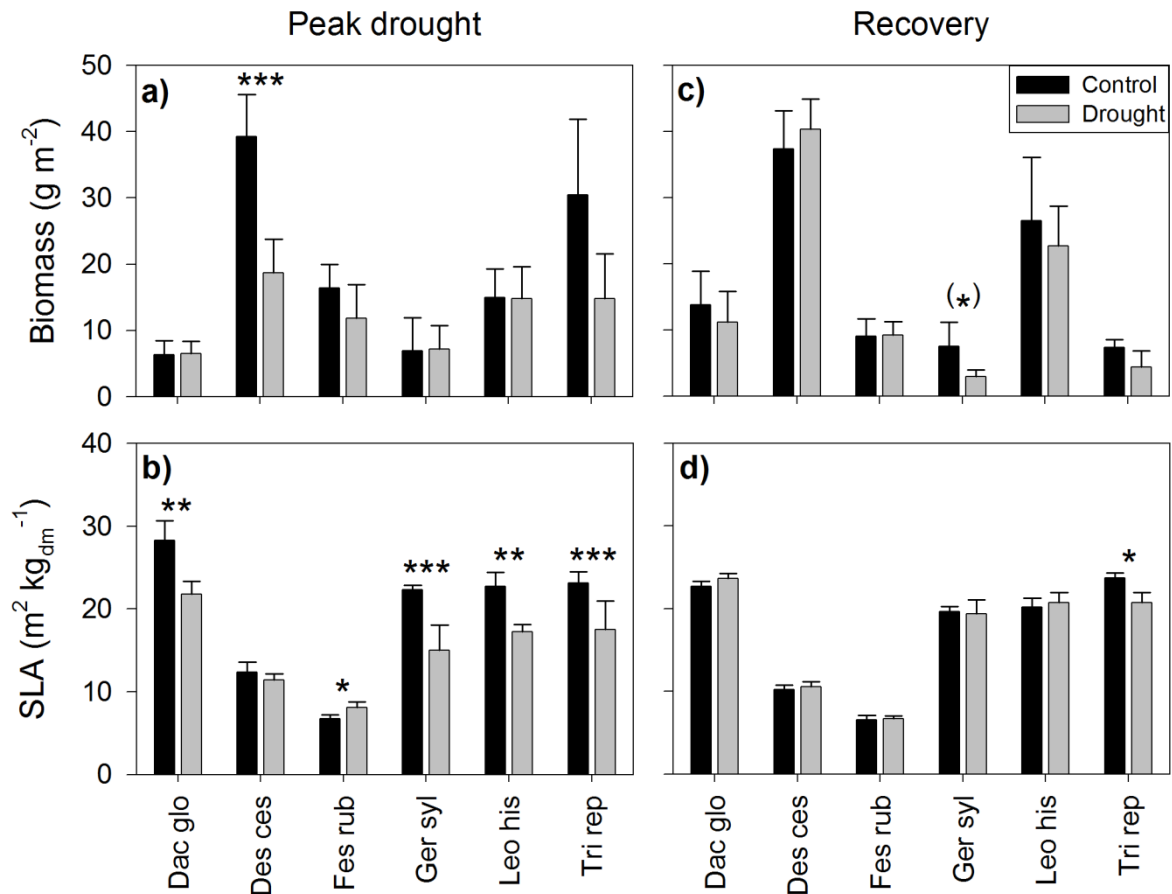 Peak drought
Recovery
Biomass (g m-2)
50
40
30
20
10
0
a)
***
c)
(*)
Control
Drought
SLA (m2 kgdm-1)
40
30
20
10
0
b)
**
*
***
**
***
d)
*
Dac glo
Des ces
Fes rub
Ger syl
Leo his
Tri rep
Dac glo
Des ces
Fes rub
Ger syl
Leo his
Tri rep